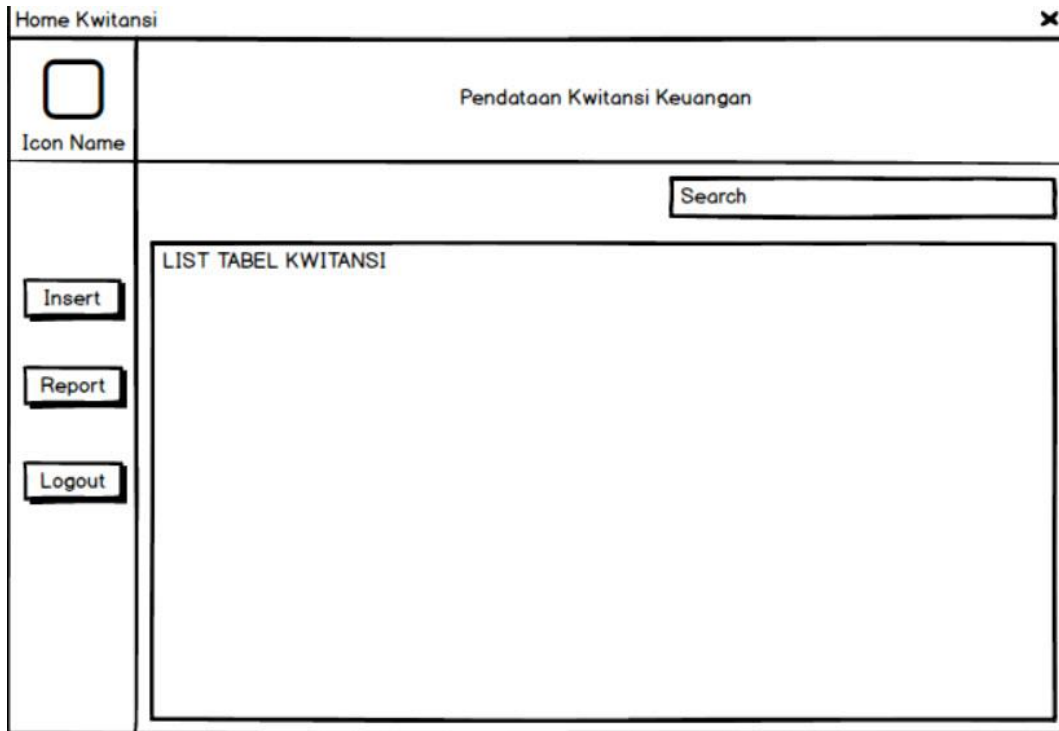 Home Kwitansi
Icon Name
Pendataan Kwitansi Keuangan
Search
LIST TABEL KWITANSI
Insert
Report
Logout